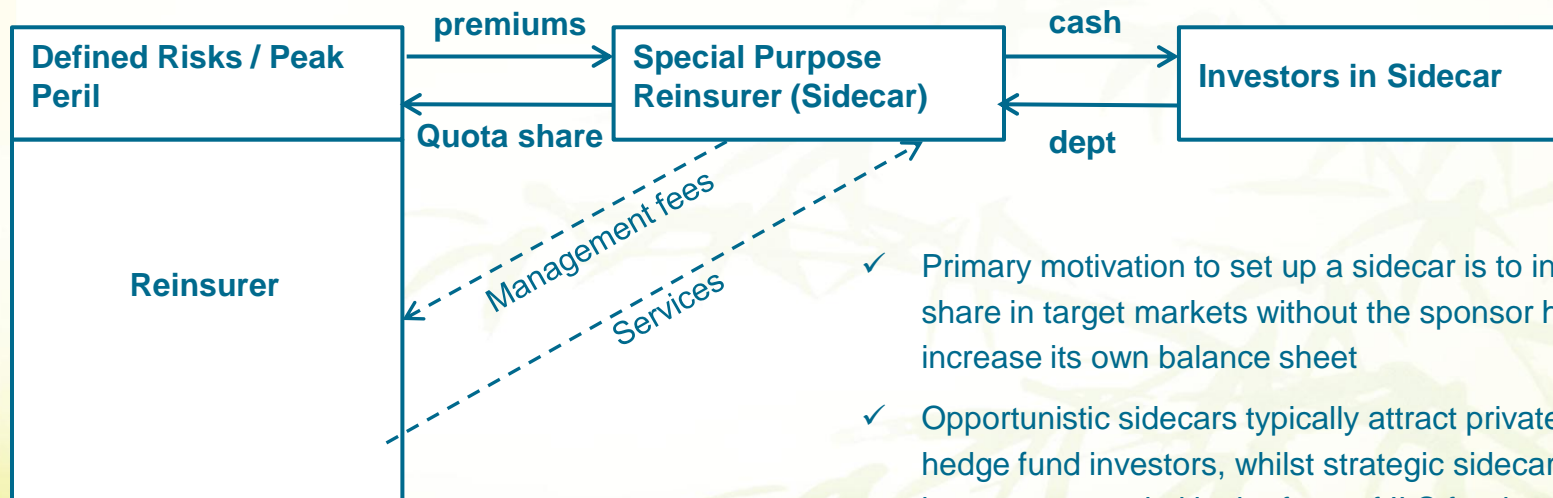 premiums
cash
Defined Risks / Peak
Peril
Special Purpose
Reinsurer (Sidecar)
Investors in Sidecar
Quota share
dept
Management fees
Services
Reinsurer
✓ Primary motivation to set up a sidecar is to in
share in target markets without the sponsor h
increase its own balance sheet
✓ Opportunistic sidecars typically attract private
hedge fund investors, whilst strategic sidecar